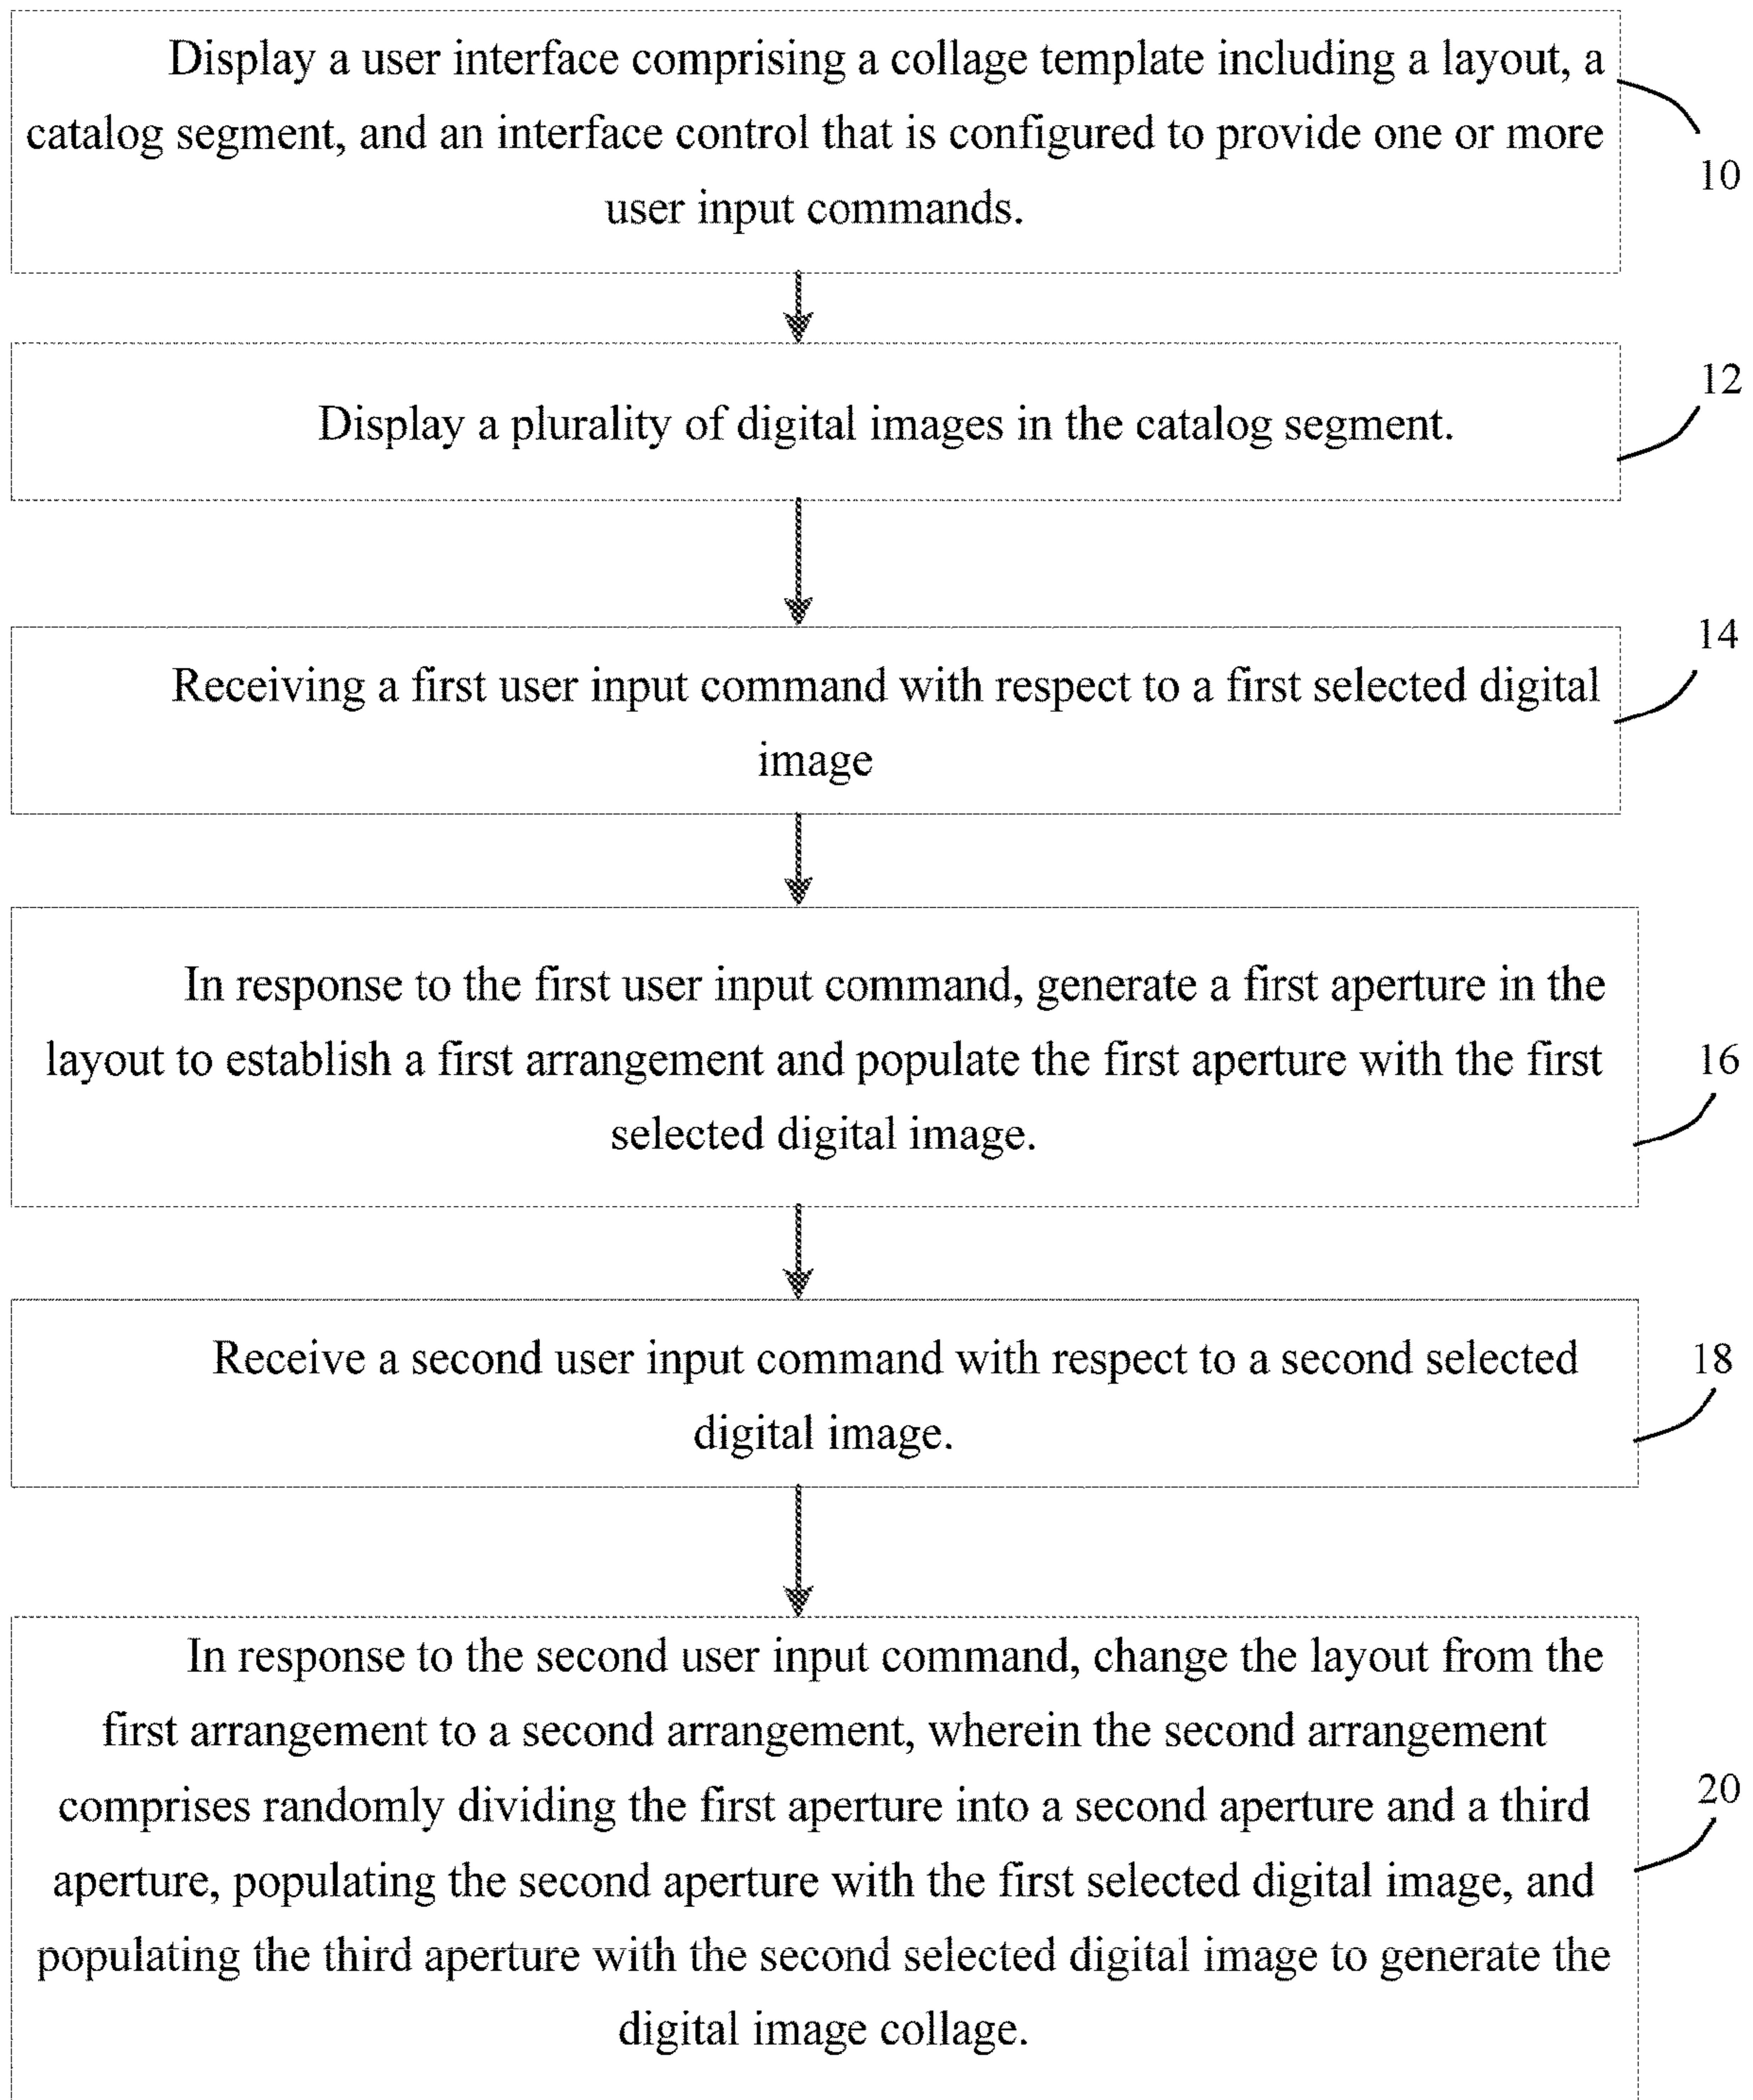 Display a user interface comprising a collage template including a layout, a
catalog segment, and an interface control that is configured to provide one or more
user input commands.
10
Display a plurality of digital images in the catalog segment.
12
Receiving a first user input command with respect to a first selected digital
image
14
In response to the first user input command, generate a first aperture in the
layout to establish a first arrangement and populate the first aperture with the first
selected digital image.
16
Receive a second user input command with respect to a second selected
digital image.
18
In response to the second user input command, change the layout from the
first arrangement to a second arrangement, wherein the second arrangement
comprises randomly dividing the first aperture into a second aperture and a third
aperture, populating the second aperture with the first selected digital image, and
populating the third aperture with the second selected digital image to generate the
digital image collage.
20